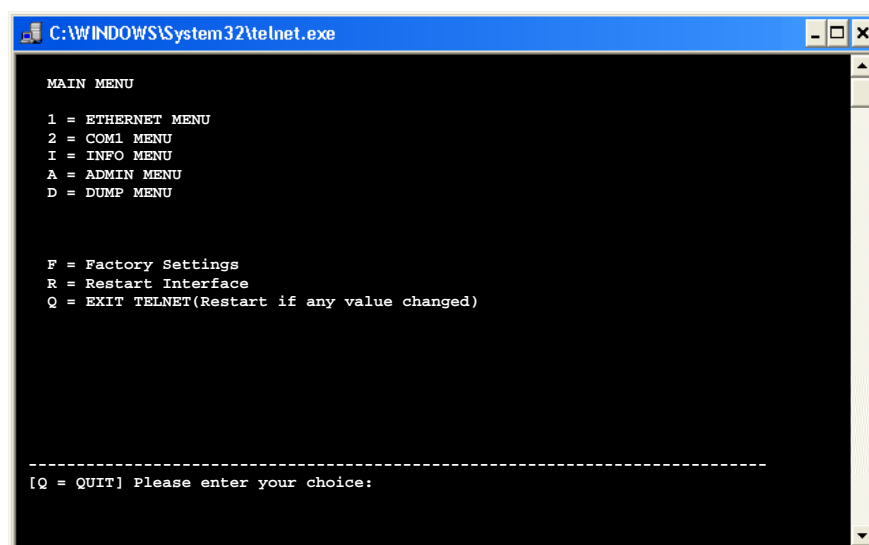 C:\WINDOWS\System32\telnet.exe
MAIN MENU
1 = ETHERNET MENU
2 = COM1 MENU
I = INFO MENU
A = ADMIN MENU
D = DUMP MENU
F = Factory Settings
R = Restart Interface
Q = EXIT TELNET(Restart if any value changed)
--------------------------------------------------------------------------
[Q = QUIT] Please enter your choice: